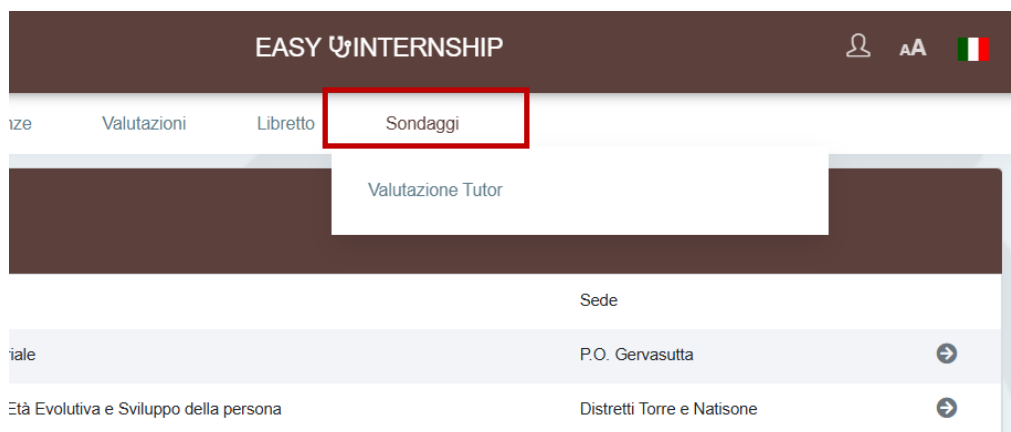 EASY INTERNSHIP AA
nze Valutazioni Libretto Sondaggi
Valutazione Tutor
Sede
riale P.O. Gervasutta
Età Evolutiva e Sviluppo della persona Distretti Torre e Natisone